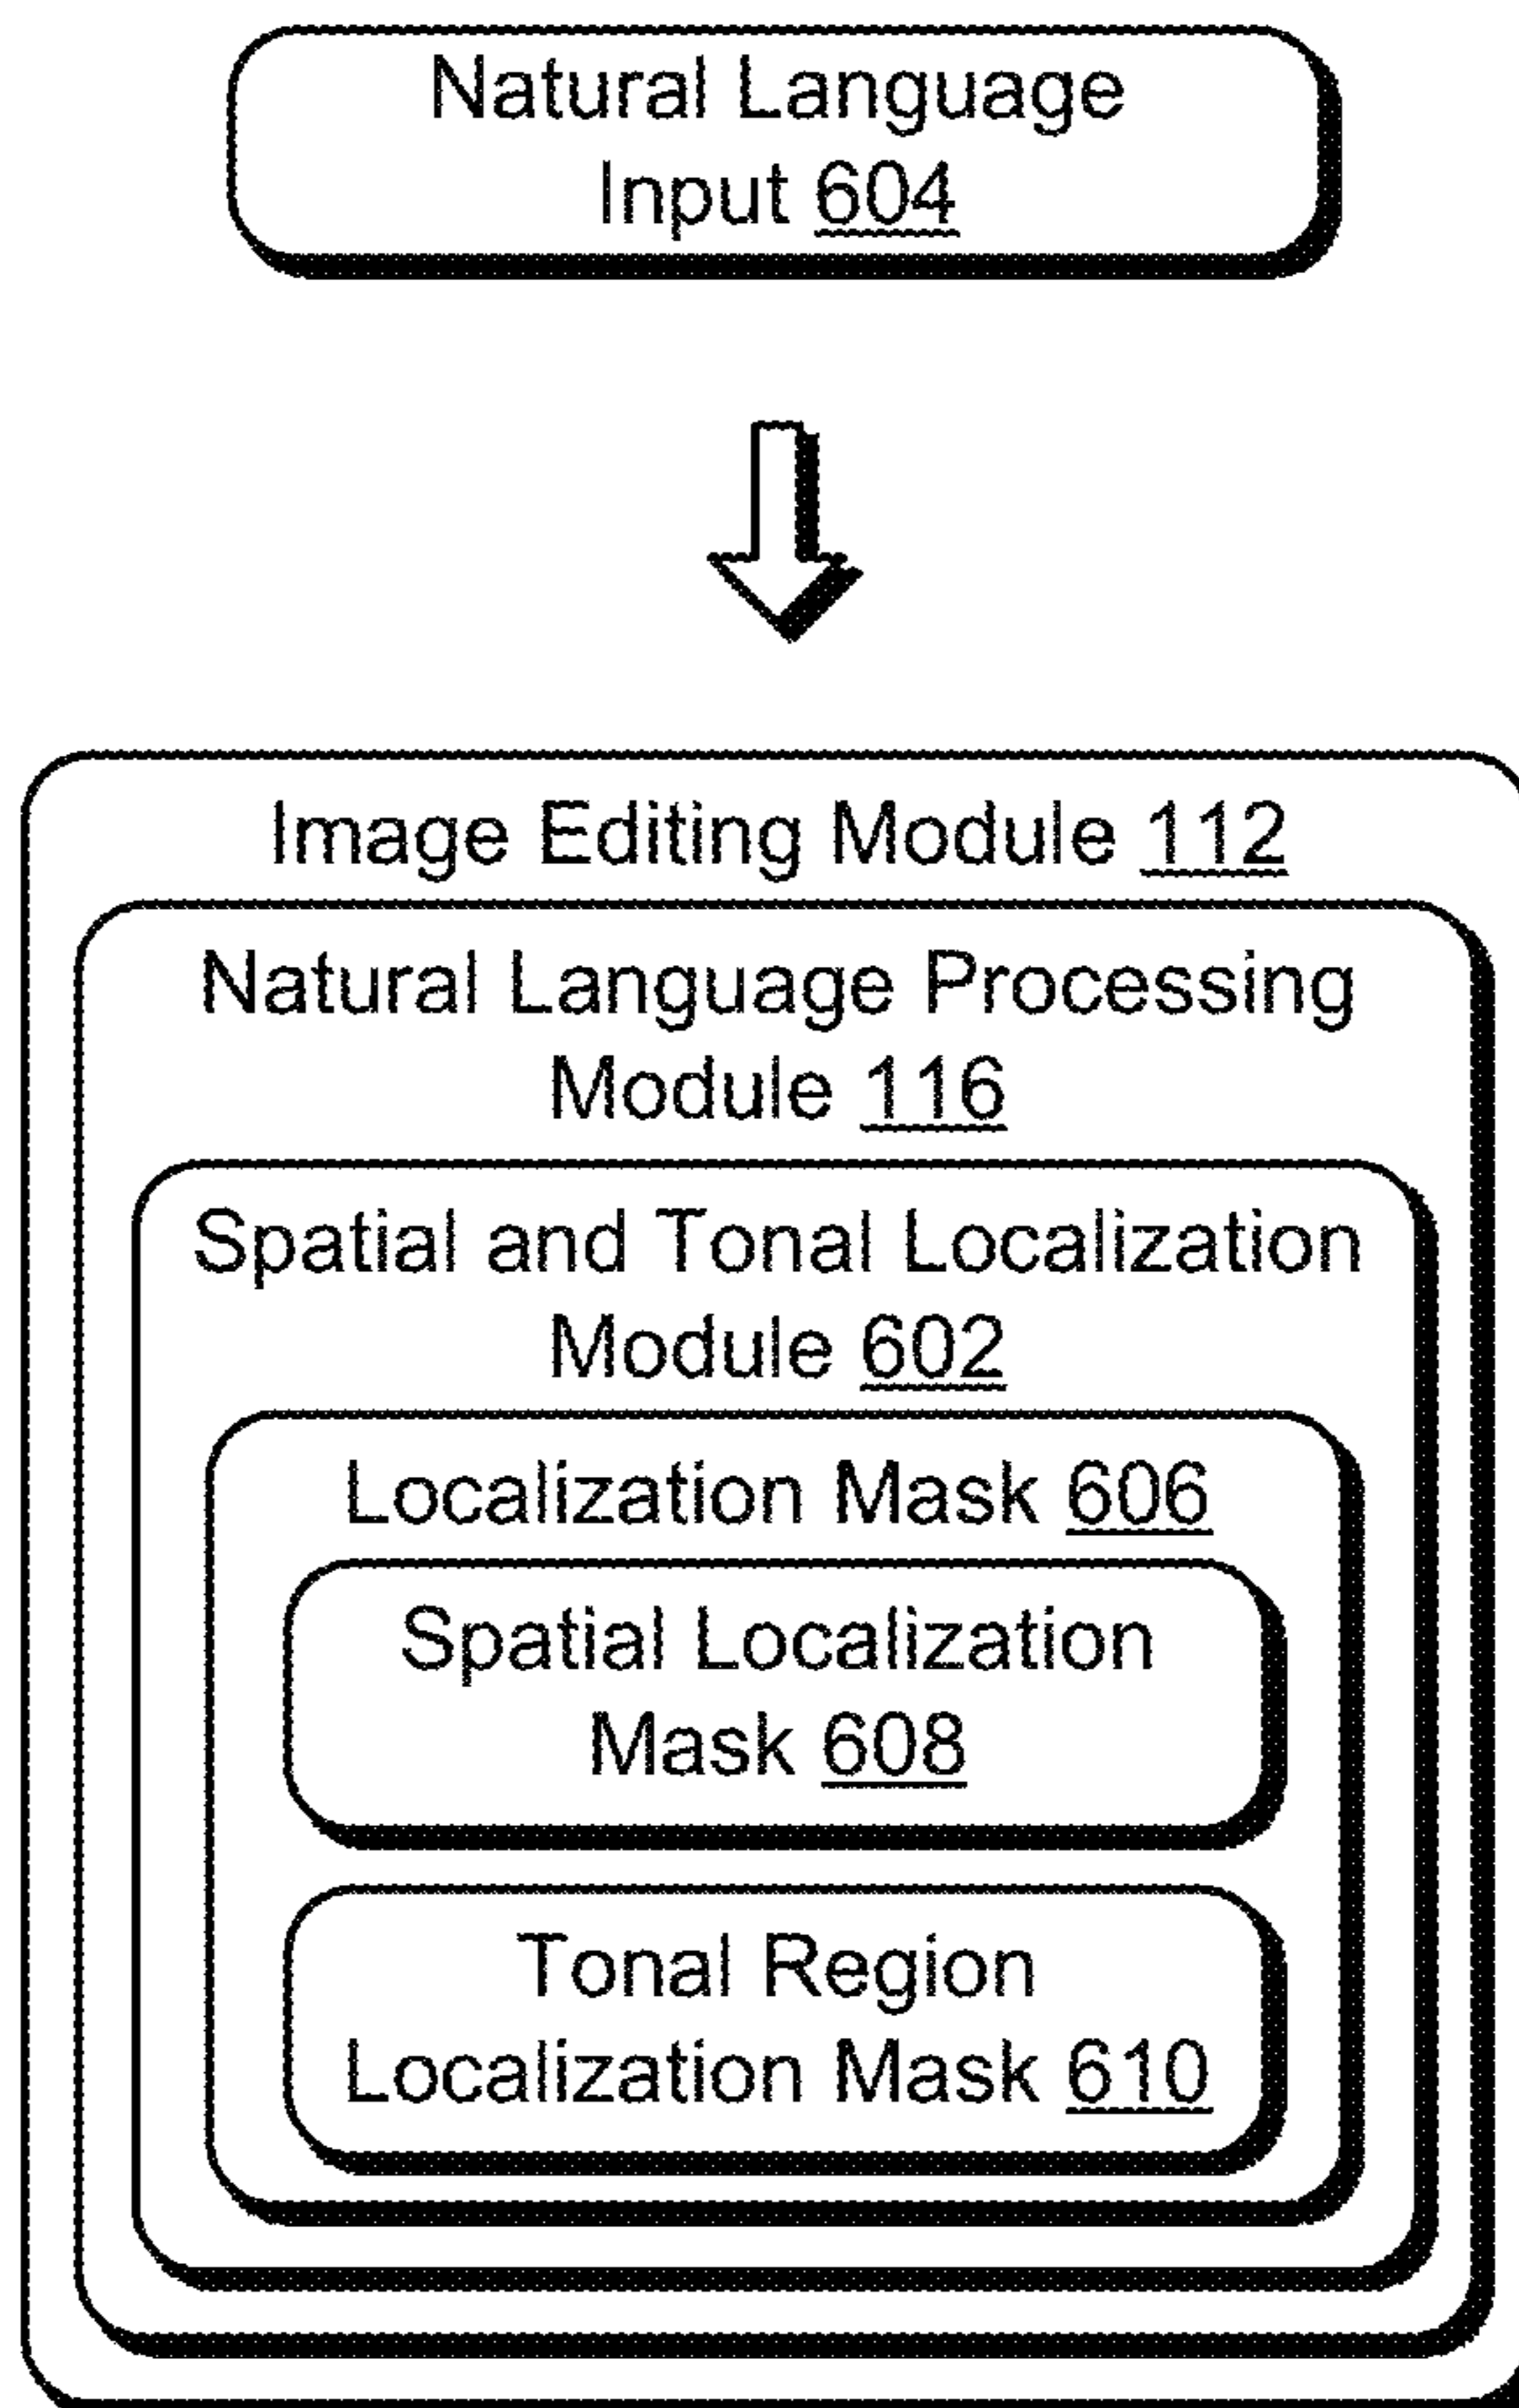 Natural Language
Input 604
Image Editing Module 112
Natural Language Processing
Module 116
Spatial and Tonal Localization
Module 602
Localization Mask 606
Spatial Localization
Mask 608
Tonal Region
Localization Mask 610